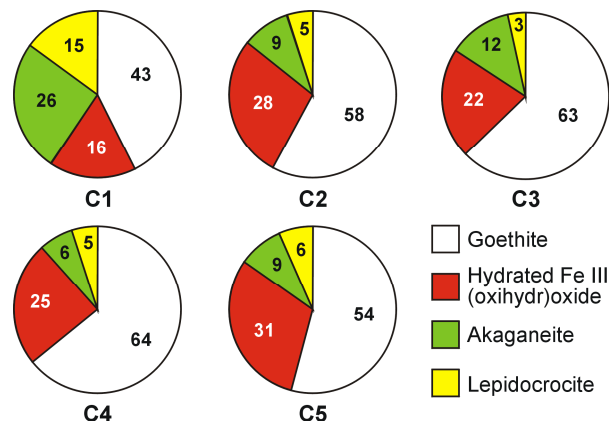 15
43
26
16
C1
5
9
28
58
C2
3
12
22
63
C3
5
6
25
64
C4
6
9
31
54
C5
Goethite
Hydrated Fe III
(oxihydr)oxide
Akaganeite
Lepidocrocite